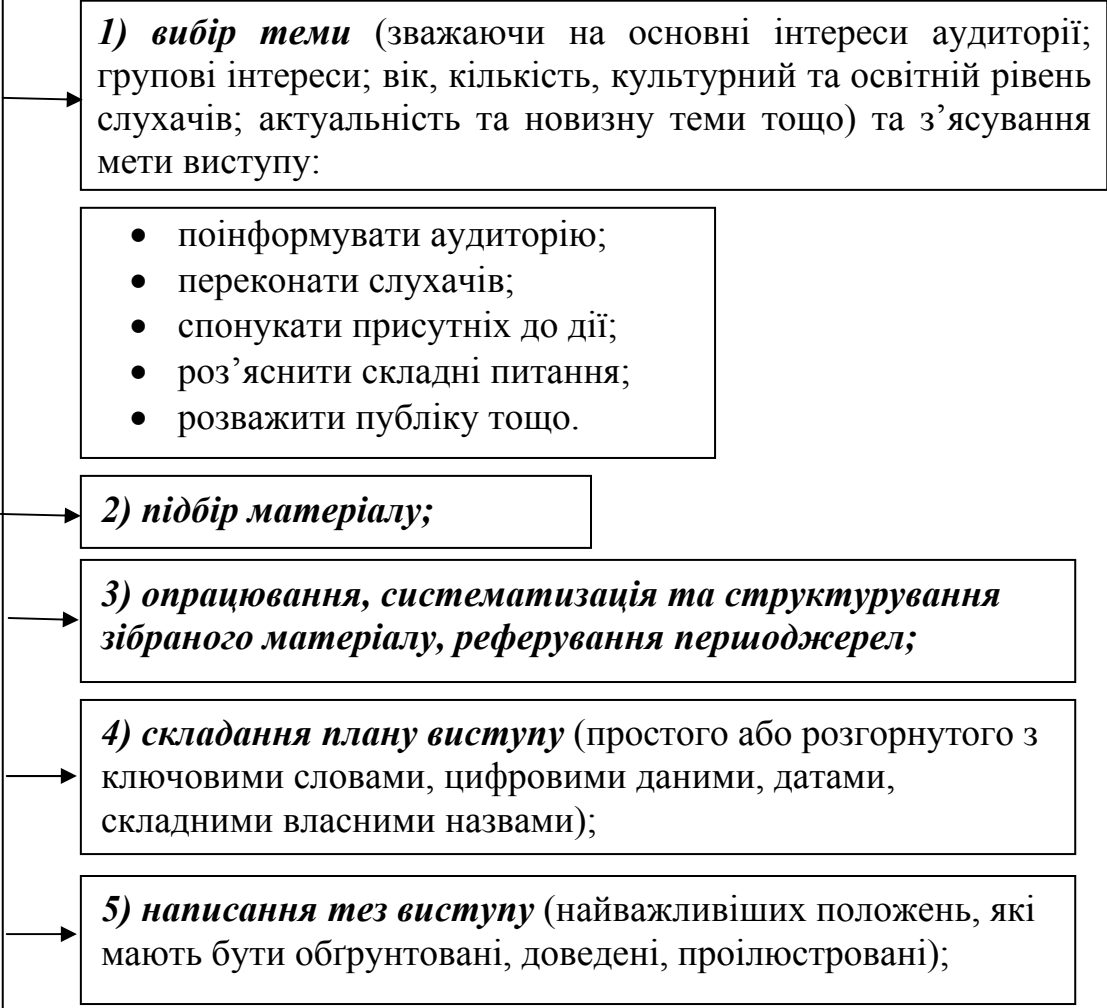 1) вибір теми (зважаючи на основні інтереси аудиторії;
групові інтереси; вік, кількість, культурний та освітній рівень
слухачів; актуальність та новизну теми тощо) та з’ясування
мети виступу:
• поінформувати аудиторію;
• переконати слухачів;
• спонукати присутніх до дії;
• роз’яснити складні питання;
• розважити публіку тощо.
2) підбір матеріалу;
3) опрацювання, систематизація та структурування
зібраного матеріалу, реферування першоджерел;
4) складання плану виступу (простого або розгорнутого з
ключовими словами, цифровими даними, датами,
складними власними назвами);
5) написання тез виступу (найважливіших положень, які
мають бути обґрунтовані, доведені, проілюстровані);